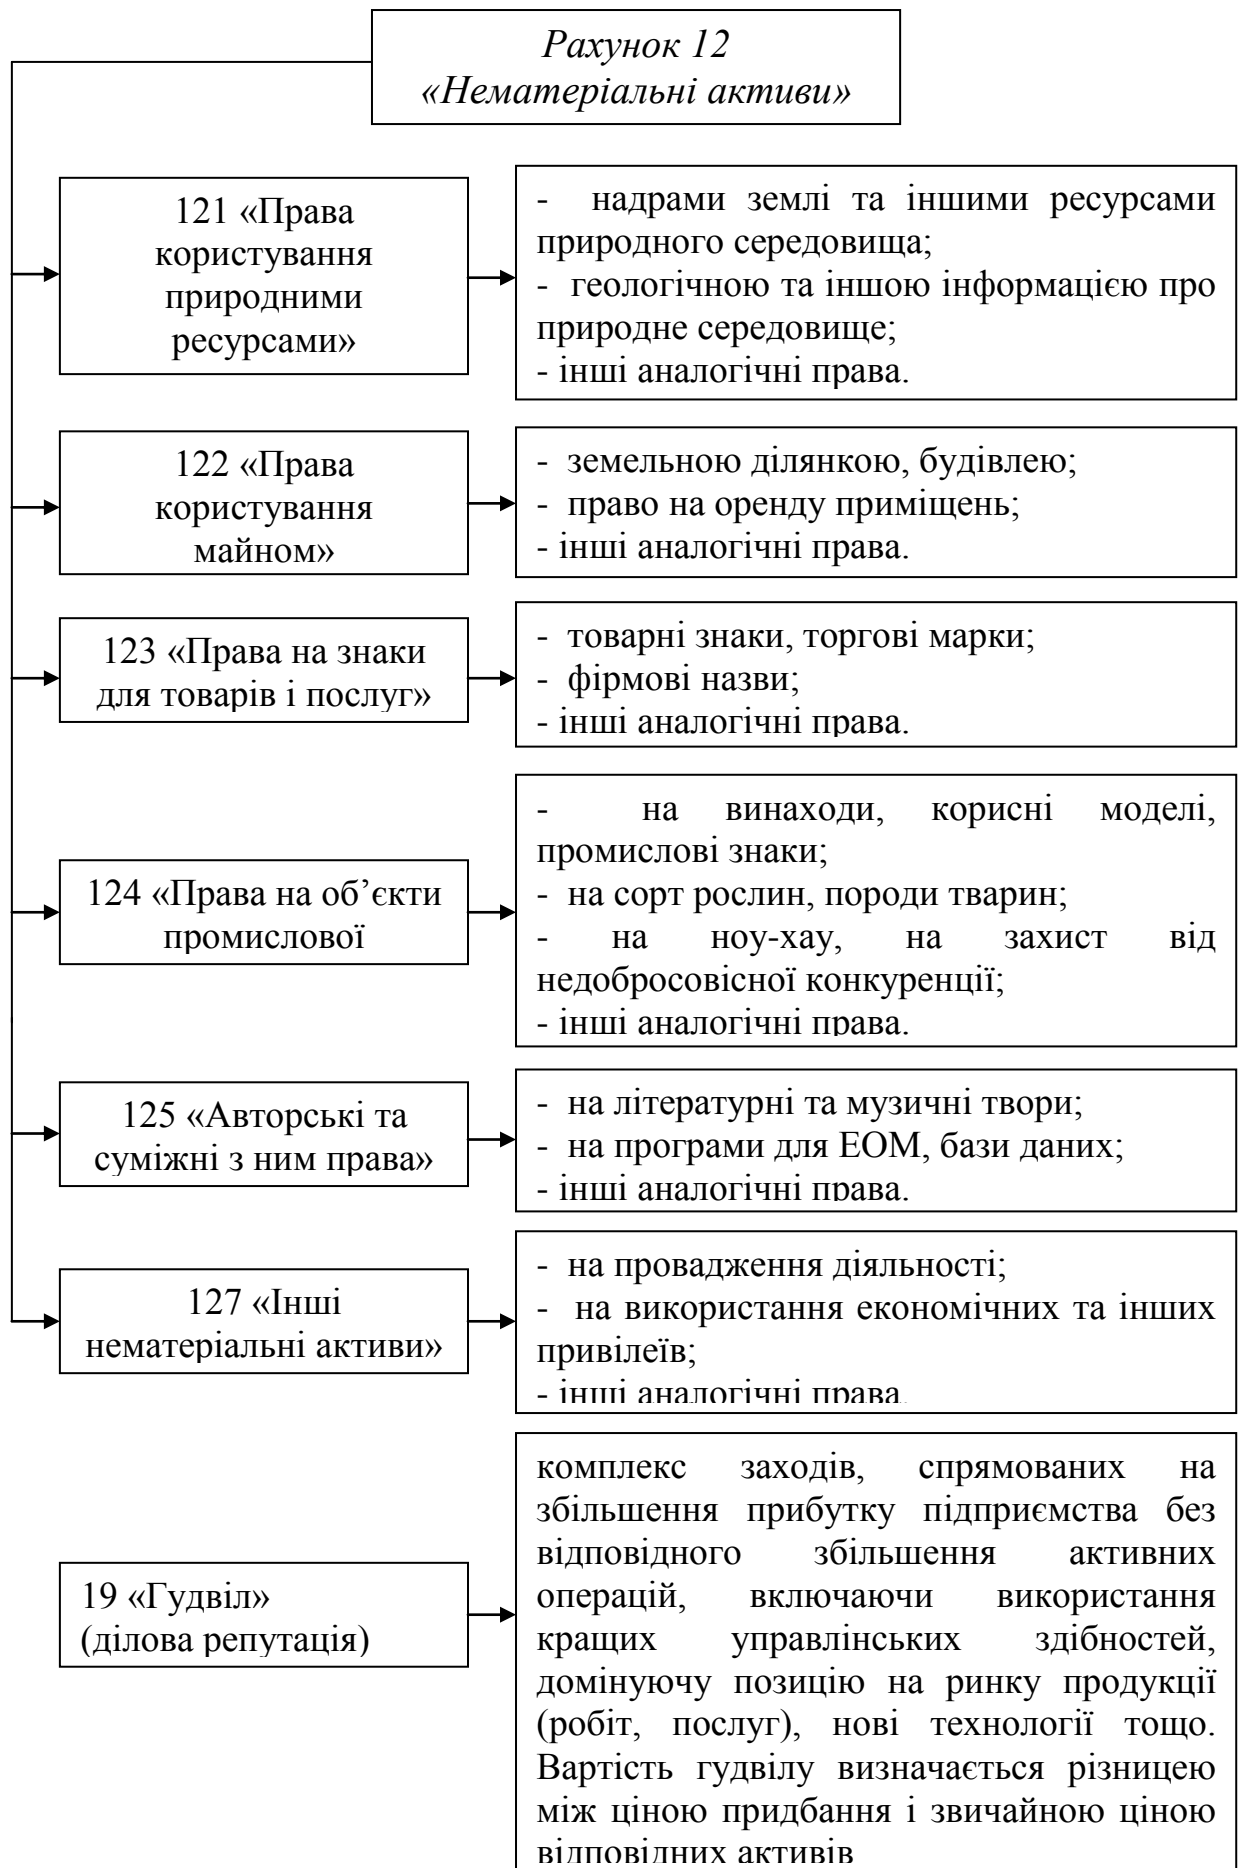 Рахунок 12
«Нематеріальні активи»
121 «Права
користування
природними
ресурсами»
- надрами землі та іншими ресурсами
природного середовища;
- геологічною та іншою інформацією про
природне середовище;
- інші аналогічні права.
122 «Права
користування
майном»
- земельною ділянкою, будівлею;
- право на оренду приміщень;
- інші аналогічні права.
123 «Права на знаки
для товарів і послуг»
- товарні знаки, торгові марки;
- фірмові назви;
- інші аналогічні права.
124 «Права на об’єкти
промислової
- на винаходи, корисні моделі,
промислові знаки;
- на сорт рослин, породи тварин;
- на ноу-хау, на захист від
недобросовісної конкуренції;
- інші аналогічні права.
125 «Авторські та
суміжні з ним права»
- на літературні та музичні твори;
- на програми для ЕОМ, бази даних;
- інші аналогічні права.
127 «Інші
нематеріальні активи»
- на провадження діяльності;
- на використання економічних та інших
привілеїв;
- інші аналогічні права.
19 «Гудвіл»
(ділова репутація)
комплекс заходів, спрямованих на
збільшення прибутку підприємства без
відповідного збільшення активних
операцій, включаючи використання
кращих управлінських здібностей,
домінуючу позицію на ринку продукції
(робіт, послуг), нові технології тощо.
Вартість гудвілу визначається різницею
між ціною придбання і звичайною ціною
відповідних активів